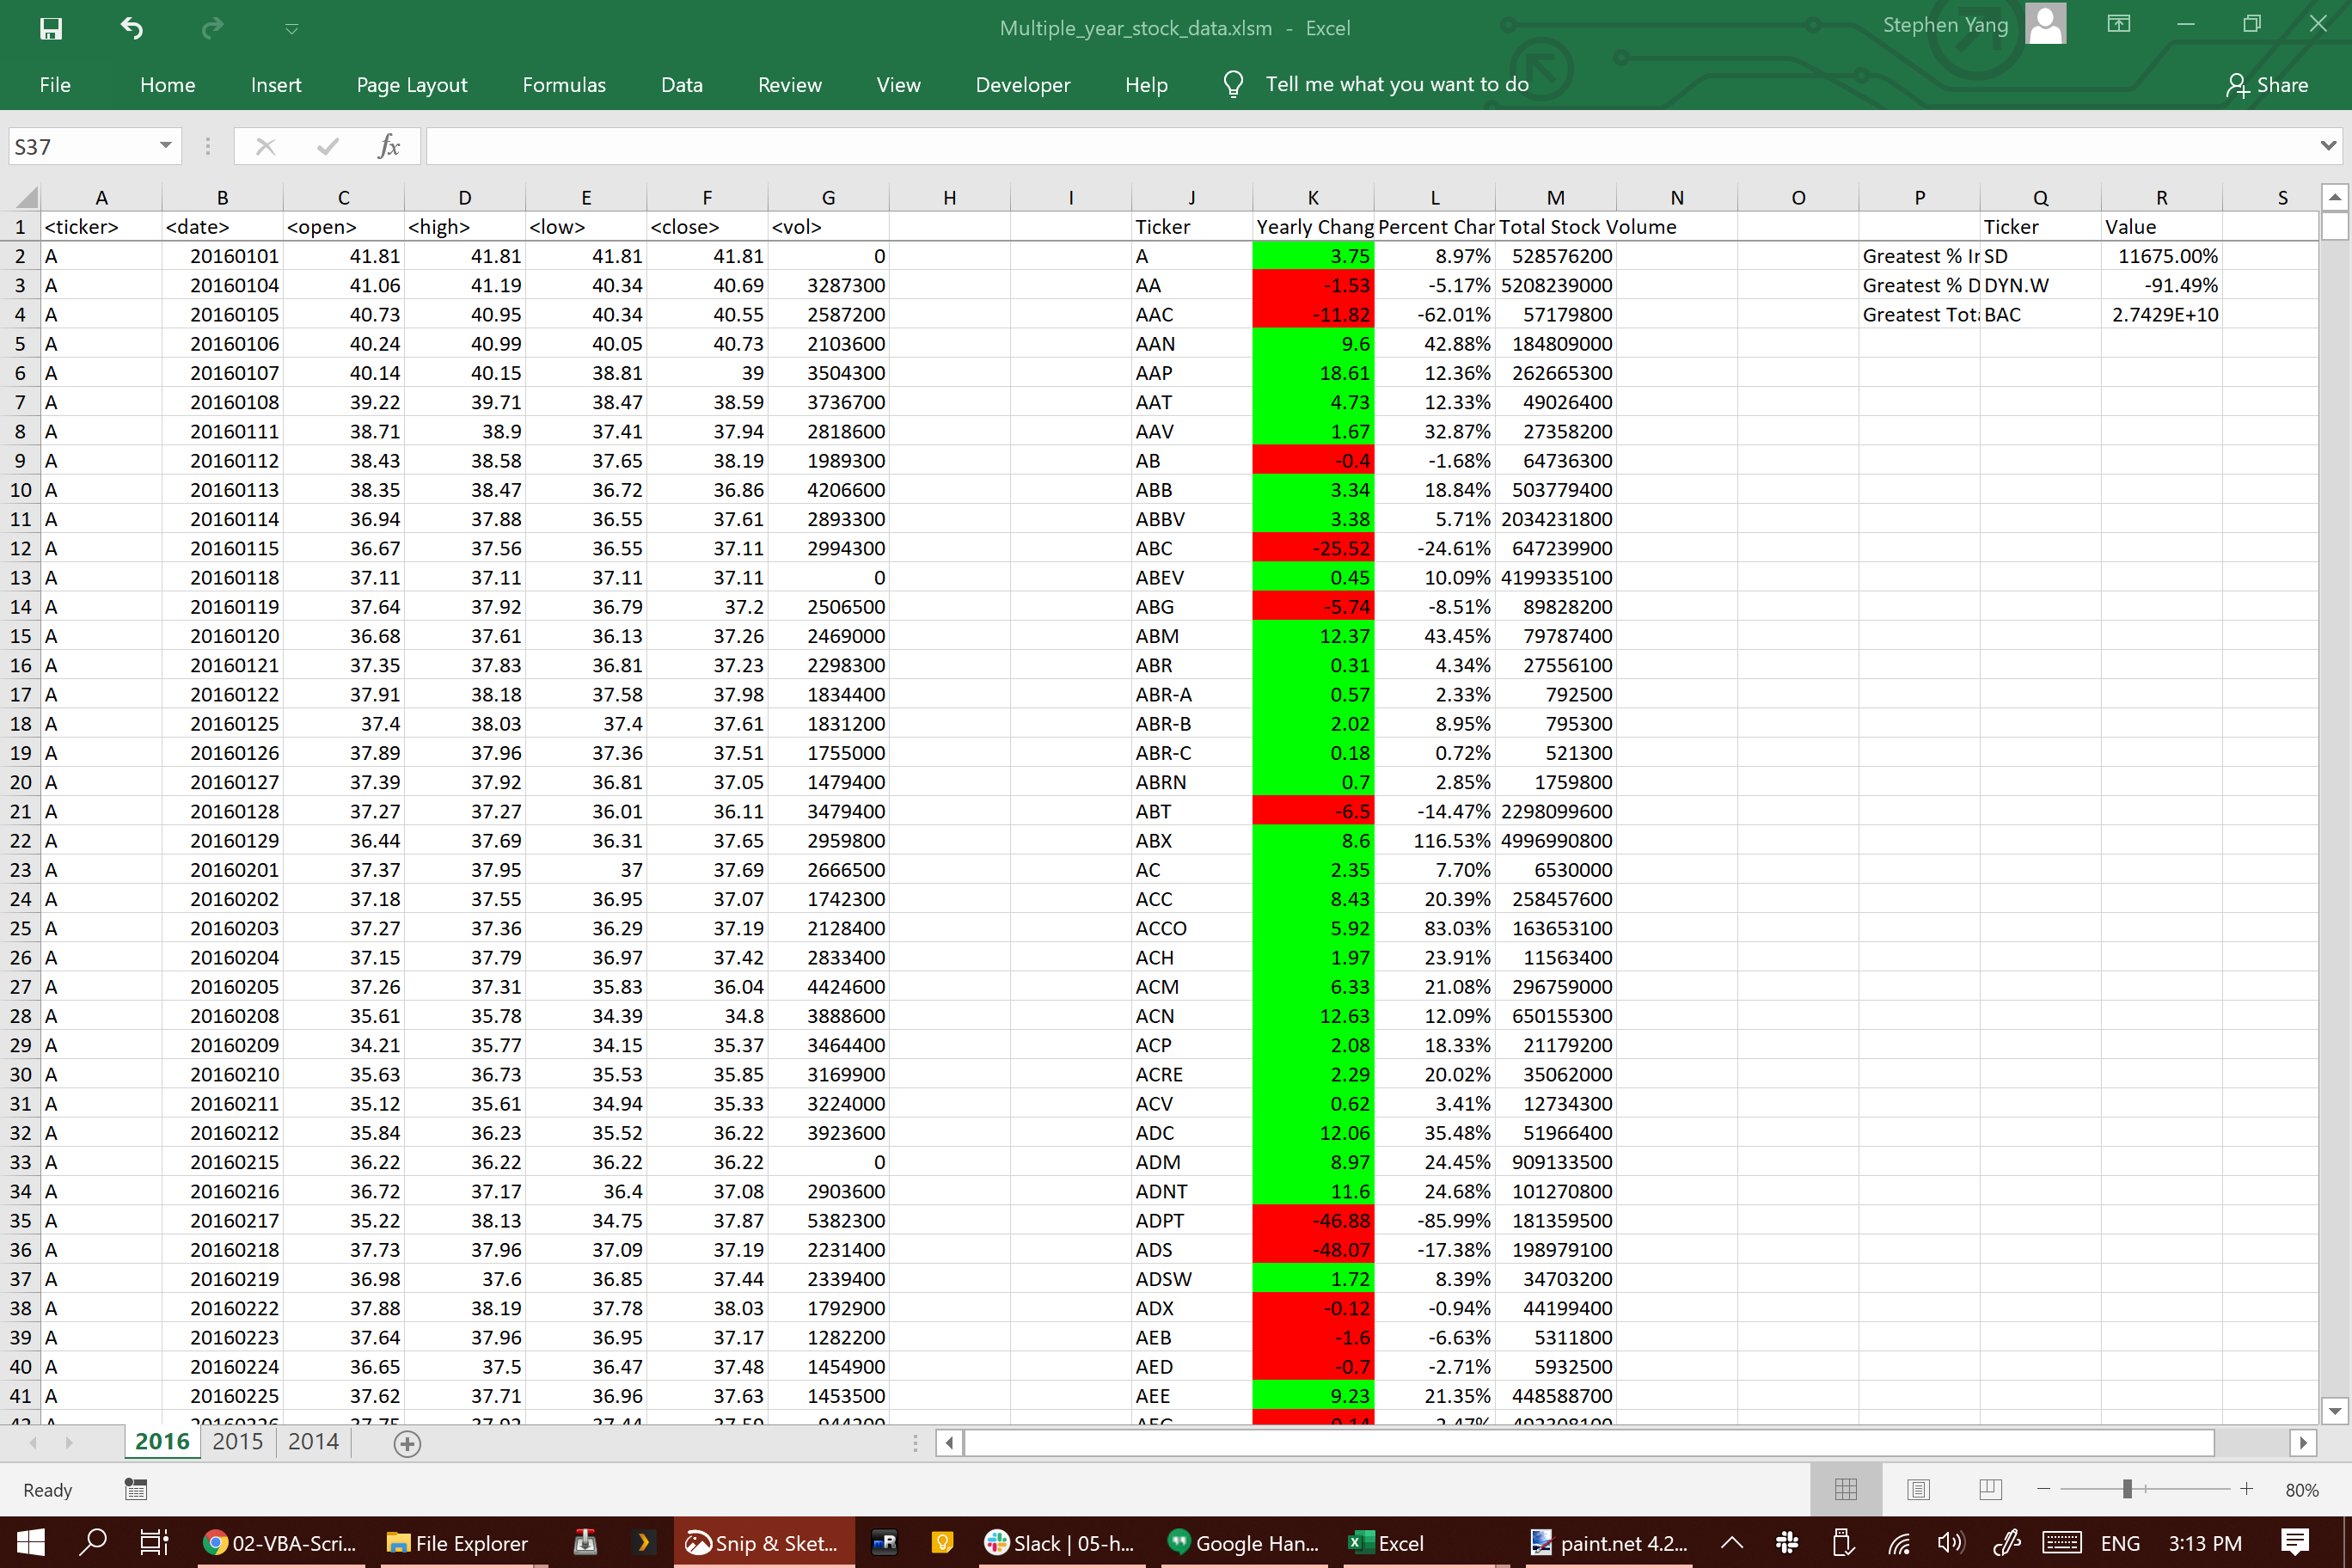 Multiple_year_stock_data.xlsm - Excel Stephen Yang
File Home Insert Page Layout Formulas Data Review View Developer Help Tell me what you want to do Share
S37 fx
A B C D E F G H I J K L M N O P Q R S
1 <ticker> <date> <open> <high> <low> <close> <vol> Ticker Yearly Chang Percent Char Total Stock Volume Ticker Value
2 A 20160101 41.81 41.81 41.81 41.81 0 A 3.75 8.97% 528576200 Greatest % Ir SD 11675.00%
3 A 20160104 41.06 41.19 40.34 40.69 3287300 AA -1.53 -5.17% 5208239000 Greatest % D DYN.W -91.49%
4 A 20160105 40.73 40.95 40.34 40.55 2587200 AAC -11.82 -62.01% 57179800 Greatest Tota BAC 2.7429E+10
5 A 20160106 40.24 40.99 40.05 40.73 2103600 AAN 9.6 42.88% 184809000
6 A 20160107 40.14 40.15 38.81 39 3504300 AAP 18.61 12.36% 262665300
7 A 20160108 39.22 39.71 38.47 38.59 3736700 AAT 4.73 12.33% 49026400
8 A 20160111 38.71 38.9 37.41 37.94 2818600 AAV 1.67 32.87% 27358200
9 A 20160112 38.43 38.58 37.65 38.19 1989300 AB -0.4 -1.68% 64736300
10 A 20160113 38.35 38.47 36.72 36.86 4206600 ABB 3.34 18.84% 503779400
11 A 20160114 36.94 37.88 36.55 37.61 2893300 ABBV 3.38 5.71% 2034231800
12 A 20160115 36.67 37.56 36.55 37.11 2994300 ABC -25.52 -24.61% 647239900
13 A 20160118 37.11 37.11 37.11 37.11 0 ABEV 0.45 10.09% 4199335100
14 A 20160119 37.64 37.92 36.79 37.2 2506500 ABG -5.74 -8.51% 89828200
15 A 20160120 36.68 37.61 36.13 37.26 2469000 ABM 12.37 43.45% 79787400
16 A 20160121 37.35 37.83 36.81 37.23 2298300 ABR 0.31 4.34% 27556100
17 A 20160122 37.91 38.18 37.58 37.98 1834400 ABR-A 0.57 2.33% 792500
18 A 20160125 37.4 38.03 37.4 37.61 1831200 ABR-B 2.02 8.95% 795300
19 A 20160126 37.89 37.96 37.36 37.51 1755000 ABR-C 0.18 0.72% 521300
20 A 20160127 37.39 37.92 36.81 37.05 1479400 ABRN 0.7 2.85% 1759800
21 A 20160128 37.27 37.27 36.01 36.11 3479400 ABT -6.5 -14.47% 2298099600
22 A 20160129 36.44 37.69 36.31 37.65 2959800 ABX 8.6 116.53% 4996990800
23 A 20160201 37.37 37.95 37 37.69 2666500 AC 2.35 7.70% 6530000
24 A 20160202 37.18 37.55 36.95 37.07 1742300 ACC 8.43 20.39% 258457600
25 A 20160203 37.27 37.36 36.29 37.19 2128400 ACCO 5.92 83.03% 163653100
26 A 20160204 37.15 37.79 36.97 37.42 2833400 ACH 1.97 23.91% 11563400
27 A 20160205 37.26 37.31 35.83 36.04 4424600 ACM 6.33 21.08% 296759000
28 A 20160208 35.61 35.78 34.39 34.8 3888600 ACN 12.63 12.09% 650155300
29 A 20160209 34.21 35.77 34.15 35.37 3464400 ACP 2.08 18.33% 21179200
30 A 20160210 35.63 36.73 35.53 35.85 3169900 ACRE 2.29 20.02% 35062000
31 A 20160211 35.12 35.61 34.94 35.33 3224000 ACV 0.62 3.41% 12734300
32 A 20160212 35.84 36.23 35.52 36.22 3923600 ADC 12.06 35.48% 51966400
33 A 20160215 36.22 36.22 36.22 36.22 0 ADM 8.97 24.45% 909133500
34 A 20160216 36.72 37.17 36.4 37.08 2903600 ADNT 11.6 24.68% 101270800
35 A 20160217 35.22 38.13 34.75 37.87 5382300 ADPT -46.88 -85.99% 181359500
36 A 20160218 37.73 37.96 37.09 37.19 2231400 ADS -48.07 -17.38% 198979100
37 A 20160219 36.98 37.6 36.85 37.44 2339400 ADSW 1.72 8.39% 34703200
38 A 20160222 37.88 38.19 37.78 38.03 1792900 ADX -0.12 -0.94% 44199400
39 A 20160223 37.64 37.96 36.95 37.17 1282200 AEB -1.6 -6.63% 5311800
40 A 20160224 36.65 37.5 36.47 37.48 1454900 AED -0.7 -2.71% 5932500
41 A 20160225 37.62 37.71 36.96 37.63 1453500 AEE 9.23 21.35% 448588700
2016 2015 2014
Ready 80%
02-VBA-Scri... File Explorer Snip & Sket... Slack | 05-h... Google Han... Excel paint.net 4.2... ENG 3:13 PM